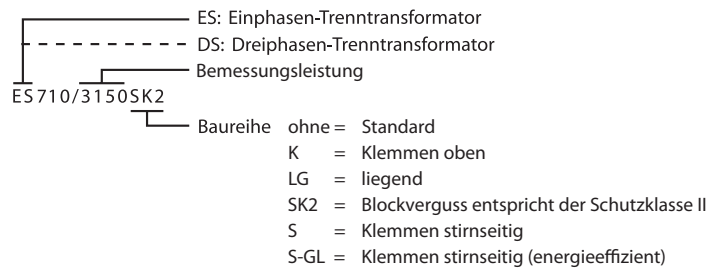 ES: Einphasen-Trenntransformator
DS: Dreiphasen-Trenntransformator
Bemessungsleistung
ES710/3150SK2
Baureihe ohne = Standard
K = Klemmen oben
LG = liegend
SK2 = Blockverguss entspricht der Schutzklasse II
S = Klemmen stirnseitig
S-GL = Klemmen stirnseitig (energieeffizient)